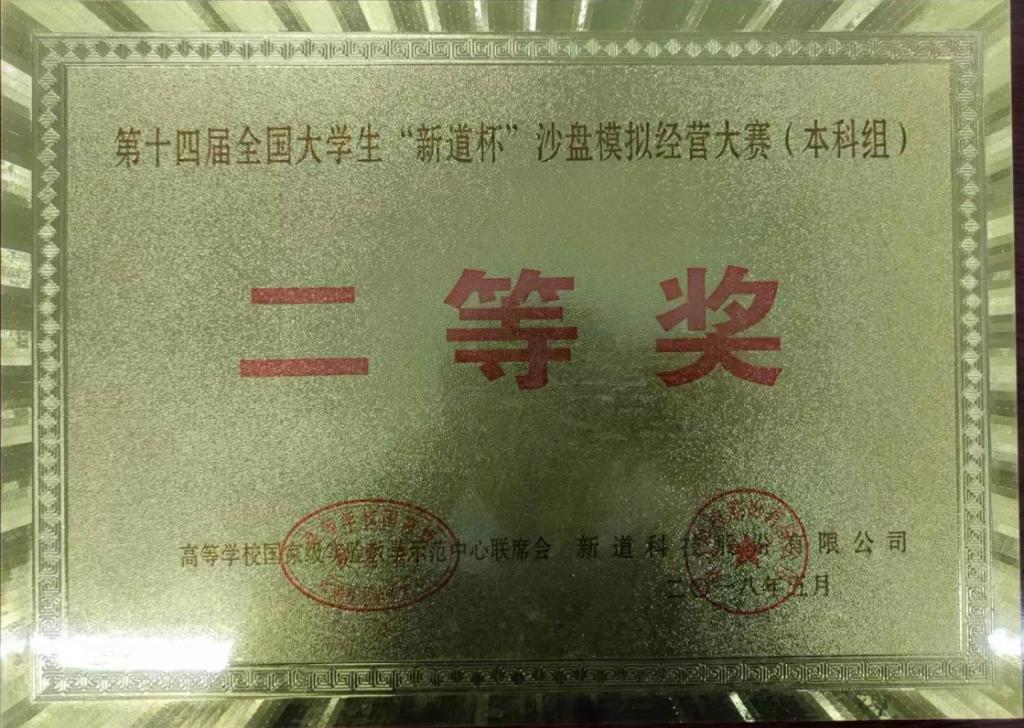 第十四届全国大学生“新道杯”沙盘模拟经营大赛（本科组）
二等奖
高等学校国家级实验教学示范中心联席会 新道科技股份有限公司
二〇一八年五月